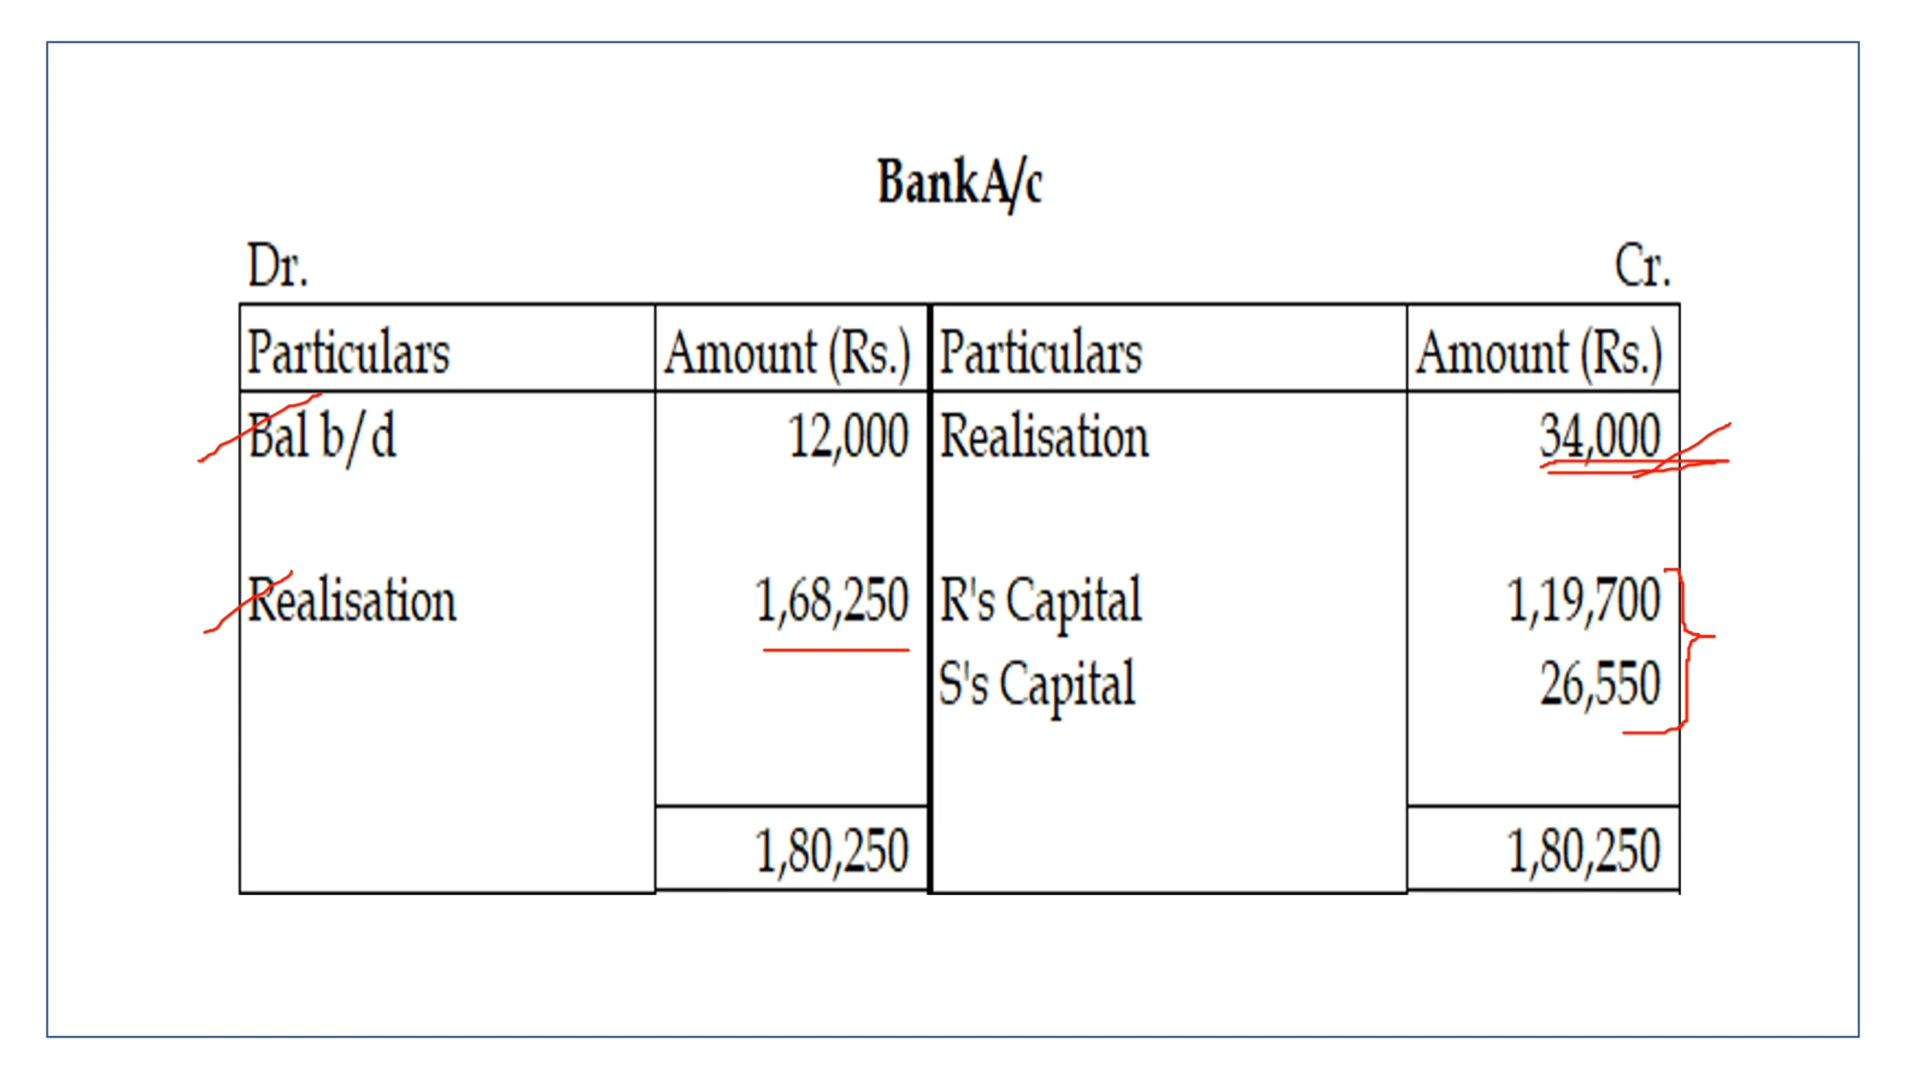 BankA/c
Dr. Cr.
Particulars Amount (Rs.) Particulars Amount (Rs.)
Bal b/d 12,000 Realisation 34,000
Realisation 1,68,250 R's Capital 1,19,700
S's Capital 26,550
1,80,250 1,80,250